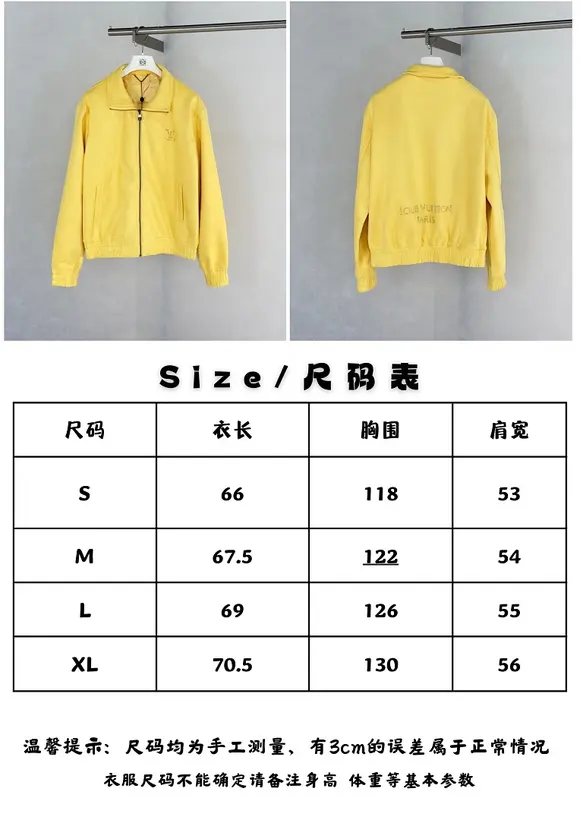 LOUIS VUITTON
PARIS
Size/尺码表
尺码 衣长 胸围 肩宽
S 66 118 53
M 67.5 122 54
L 69 126 55
XL 70.5 130 56
温馨提示:尺码均为手工测量、有3cm的误差属于正常情况
衣服尺码不能确定请备注身高 体重等基本参数